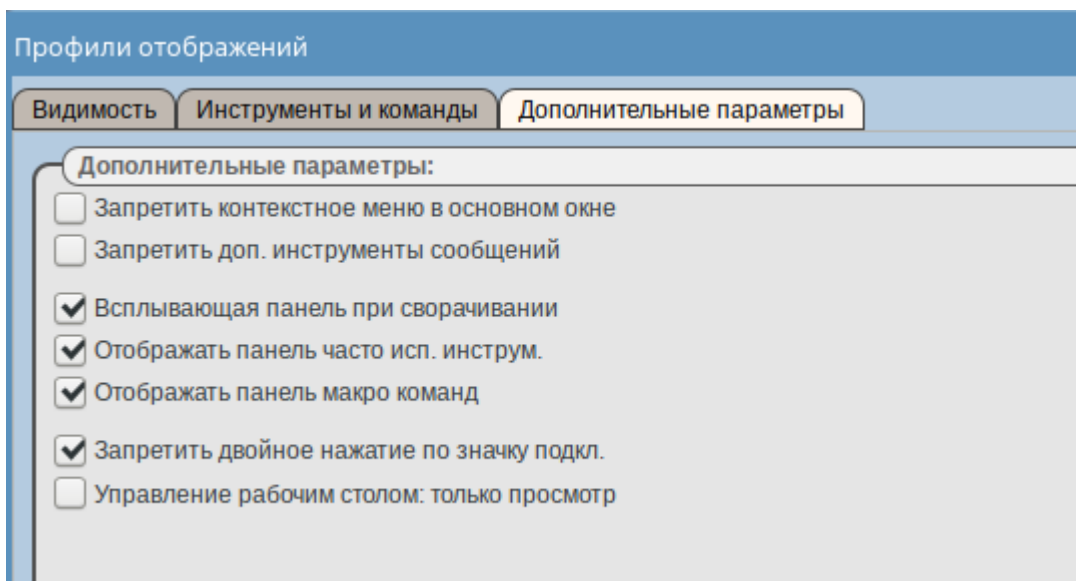 Профили отображений
Видимость Инструменты и команды Дополнительные параметры
Дополнительные параметры:
Запретить контекстное меню в основном окне
Запретить доп. инструменты сообщений
Всплывающая панель при сворачивании
Отображать панель часто исп. инструм.
Отображать панель макро команд
Запретить двойное нажатие по значку подкл.
Управление рабочим столом: только просмотр